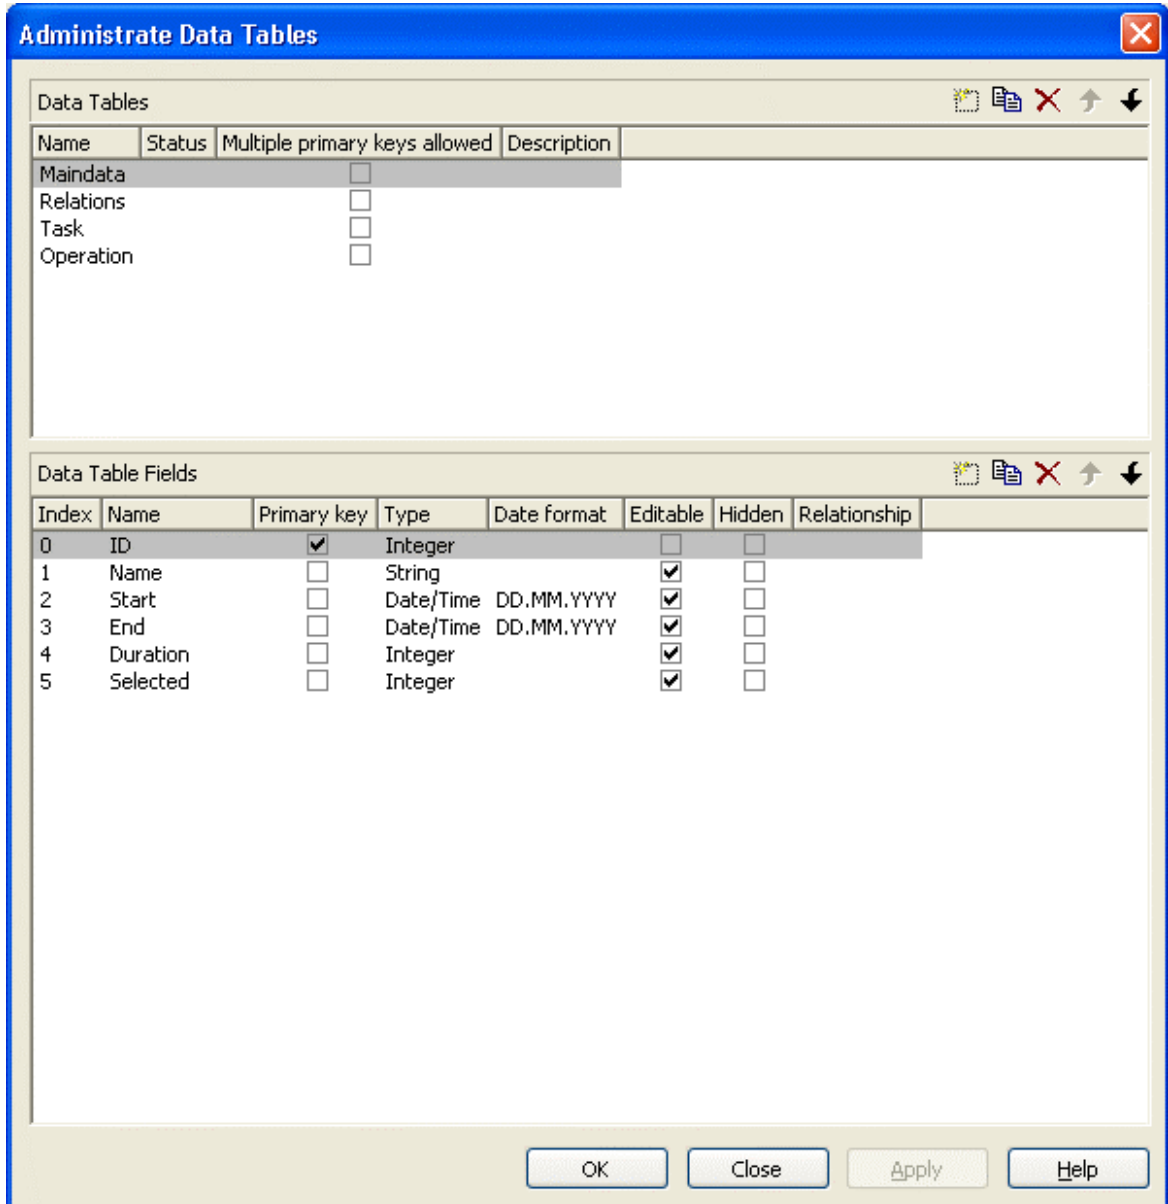 Administrate Data Tables
Data Tables
Name Status Multiple primary keys allowed Description
Maindata
Relations
Task
Operation
Data Table Fields
Index Name Primary key Type Date format Editable Hidden Relationship
0 ID Integer
1 Name String
2 Start Date/Time DD.MM.YYYY
3 End Date/Time DD.MM.YYYY
4 Duration Integer
5 Selected Integer
OK Close Apply Help